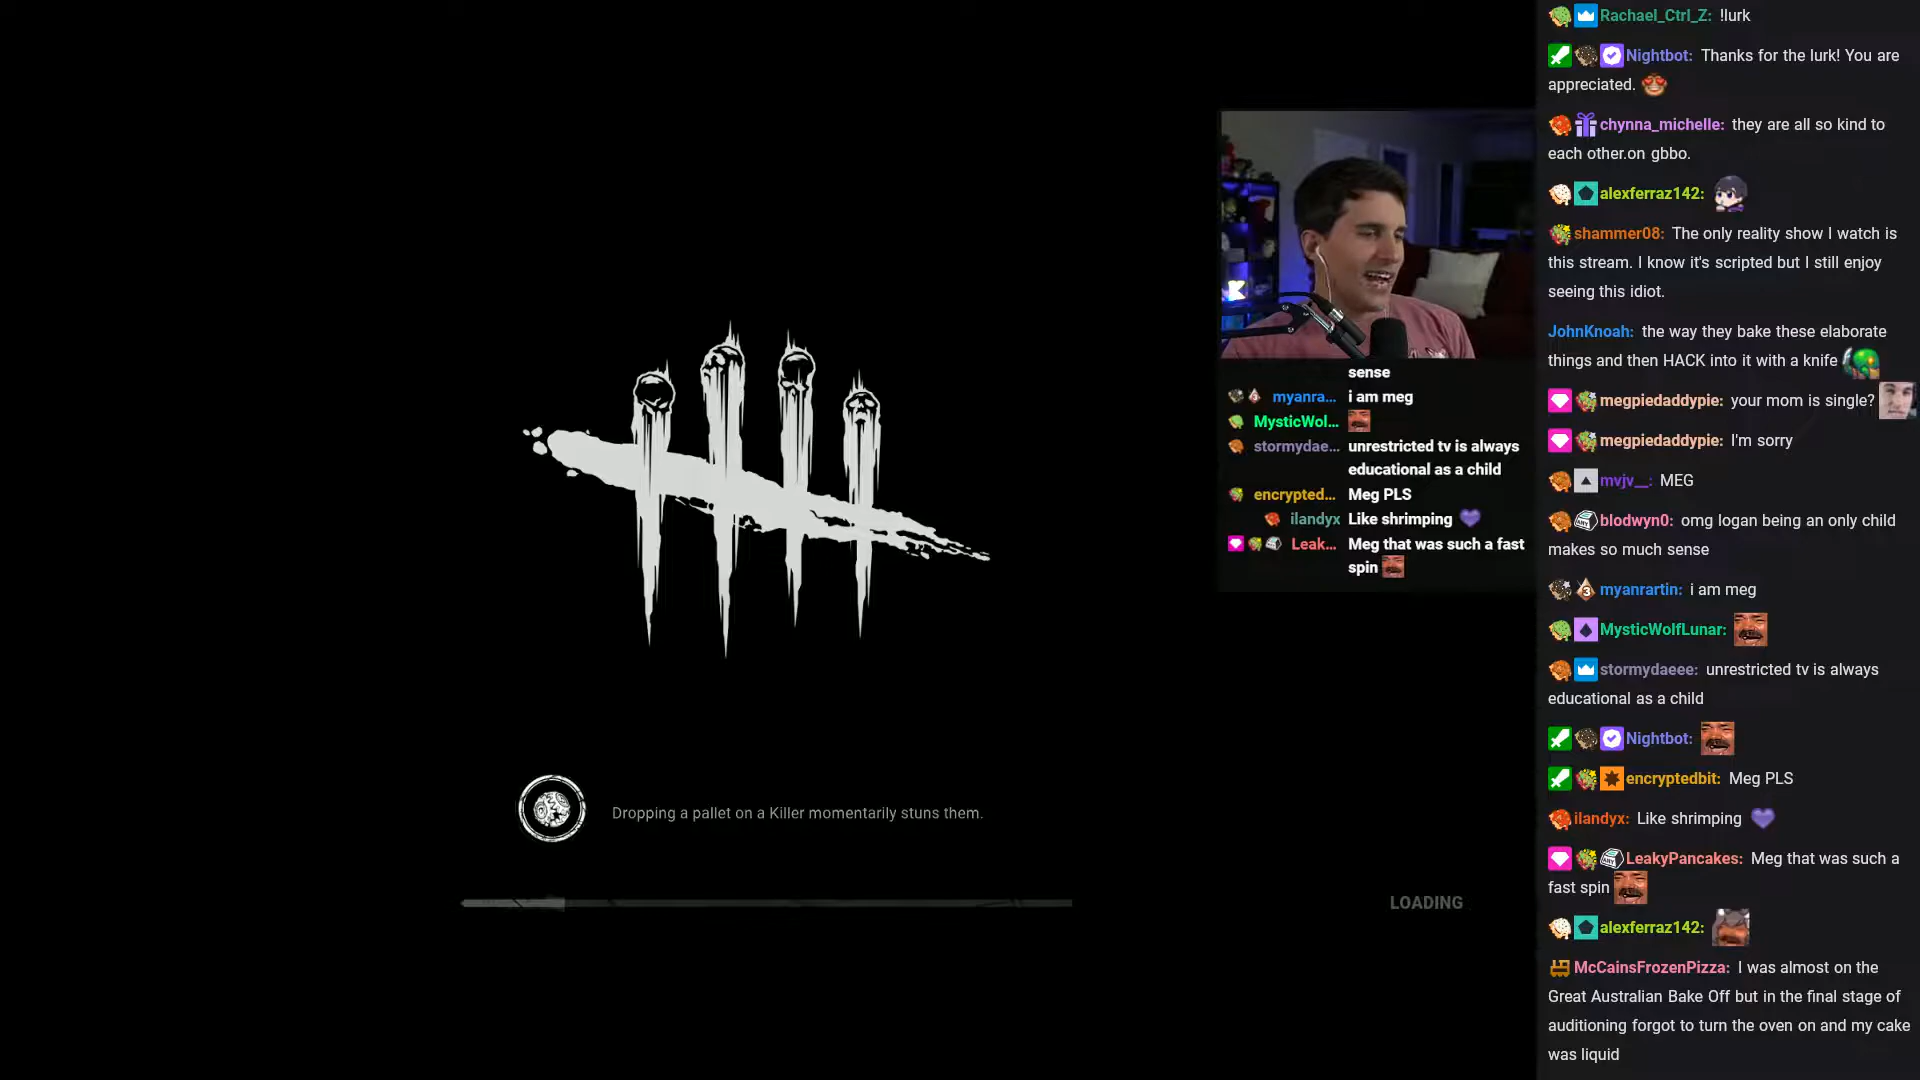 Rachael_Ctrl_Z: !lurk
Nightbot: Thanks for the lurk! You are
appreciated.
chynna_michelle: they are all so kind to
each other.on gbbo.
alexferraz142:
shammer08: The only reality show I watch is
this stream. I know it's scripted but I still enjoy
seeing this idiot.
JohnKnoah: the way they bake these elaborate
things and then HACK into it with a knife
megpiedaddypie: your mom is single?
megpiedaddypie: I'm sorry
mvjv__: MEG
blodwyn0: omg logan being an only child
makes so much sense
myanrartin: i am meg
MysticWolfLunar:
stormydaeee: unrestricted tv is always
educational as a child
Nightbot:
encryptedbit: Meg PLS
ilandyx: Like shrimping
LeakyPancakes: Meg that was such a
fast spin
alexferraz142:
McCainsFrozenPizza: I was almost on the
Great Australian Bake Off but in the final stage of
auditioning forgot to turn the oven on and my cake
was liquid
sense
myanra... i am meg
MysticWol...
stormydae... unrestricted tv is always
educational as a child
encrypted... Meg PLS
ilandyx Like shrimping
Leak... Meg that was such a fast
spin
Dropping a pallet on a Killer momentarily stuns them.
LOADING